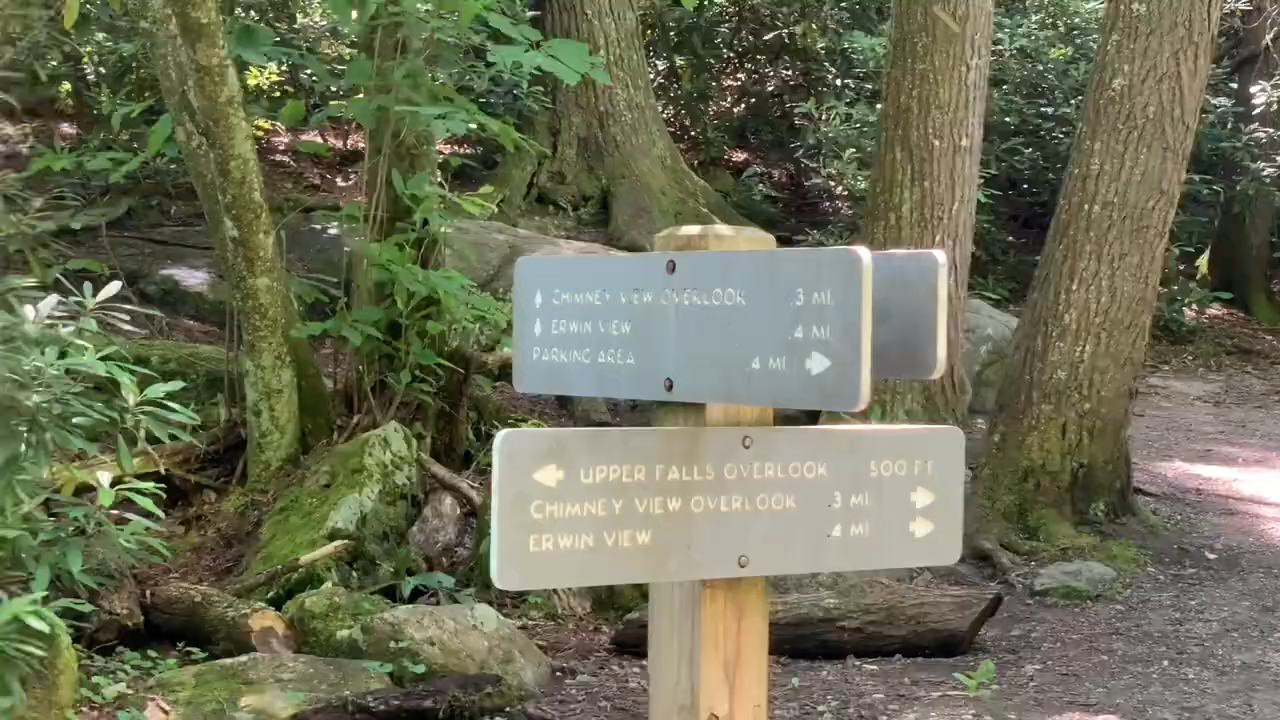 CHIMNEY VIEW OVERLOOK .3 MI.
ERWIN VIEW .4 MI.
PARKING AREA .4 MI.
UPPER FALLS OVERLOOK 500 FT.
CHIMNEY VIEW OVERLOOK .3 MI.
ERWIN VIEW .4 MI.